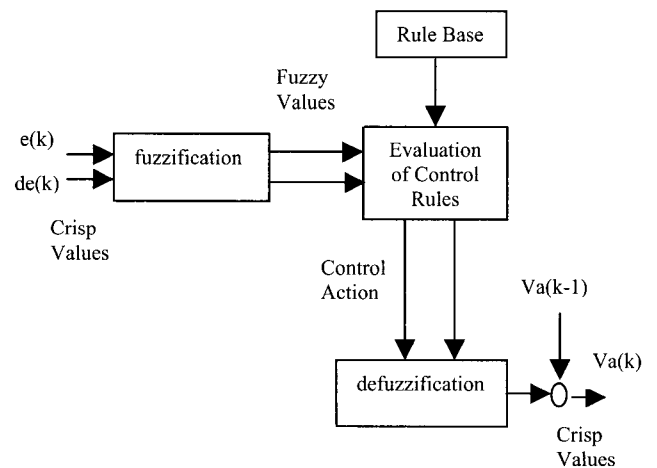 Rule Base
Fuzzy
Values
e(k)
de(k)
fuzzification
Evaluation
of Control
Rules
Crisp
Values
Control
Action
Va(k-1)
defuzzification
Va(k)
Crisp
Values